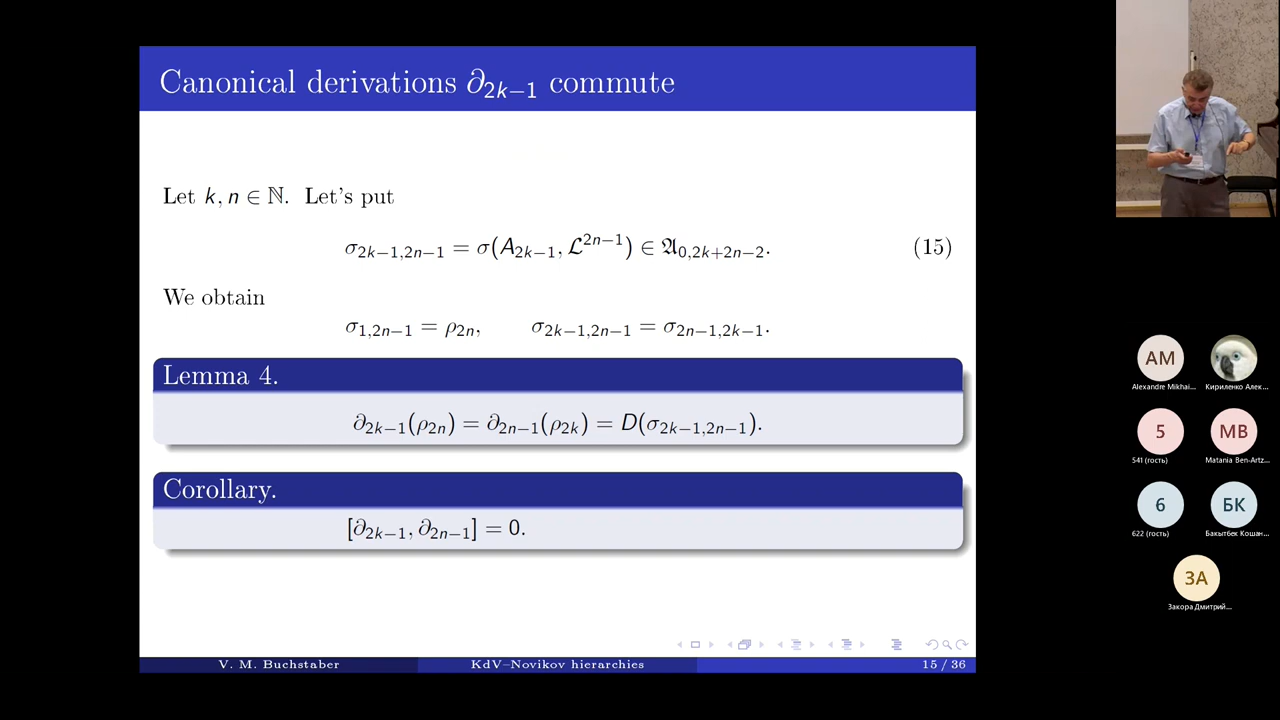 Canonical derivations ∂_{2k−1} commute
Let k, n ∈ ℕ. Let's put
σ_{2k−1,2n−1} = σ(A_{2k−1}, 𝓛^{2n−1}) ∈ 𝔄_{0,2k+2n−2}. (15)
We obtain
σ_{1,2n−1} = ρ_{2n}, σ_{2k−1,2n−1} = σ_{2n−1,2k−1}.
Lemma 4.
∂_{2k−1}(ρ_{2n}) = ∂_{2n−1}(ρ_{2k}) = D(σ_{2k−1,2n−1}).
Corollary.
[∂_{2k−1}, ∂_{2n−1}] = 0.
V. M. Buchstaber KdV–Novikov hierarchies 15 / 36
AM
Alexandre Mikhai... Кириленко Алек...
5 МВ
541 (гость) Matania Ben-Artz...
6 БК
622 (гость) Бакытбек Кошан...
ЗА
Закора Дмитрий...